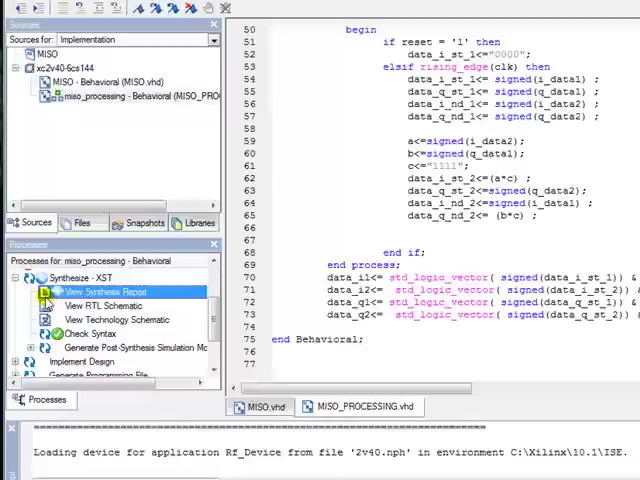 Sources
Sources for: Implementation
MISO
xc2v40-6cs144
MISO - Behavioral (MISO.vhd)
miso_processing - Behavioral (MISO_PRO
Sources Files Snapshots Libraries
Processes
Processes for: miso_processing - Behavioral
Synthesize - XST
View Synthesis Report
View RTL Schematic
View Technology Schematic
Check Syntax
Generate Post-Synthesis Simulation Mo
Implement Design
Generate Programming File
Processes
50 begin
51 if reset = '1' then
52 data_i_st_1<="0000";
53 elsif rising_edge(clk) then
54 data_i_st_1<= signed(i_data1) ;
55 data_q_st_1<= signed(q_data1) ;
56 data_i_nd_1<= signed(i_data2) ;
57 data_q_nd_1<= signed(q_data2) ;
58
59 a<=signed(i_data2);
60 b<=signed(q_data1);
61 c<="1111";
62 data_i_st_2<= (a*c) ;
63 data_q_st_2<=signed(q_data2);
64 data_i_nd_2<= signed(i_data1) ;
65 data_q_nd_2<= (b*c) ;
66
67
68 end if;
69 end process;
70 data_i1<= std_logic_vector( signed(data_i_st_1)) &
71 data_i2<= std_logic_vector( signed(data_i_st_2)) &
72 data_q1<= std_logic_vector( signed(data_q_st_1)) &
73 data_q2<= std_logic_vector( signed(data_q_st_2)) &
74
75 end Behavioral;
76
77
MISO.vhd MISO_PROCESSING.vhd
=========================================================================
Loading device for application Rf_Device from file '2v40.nph' in environment C:\Xilinx\10.1\ISE.